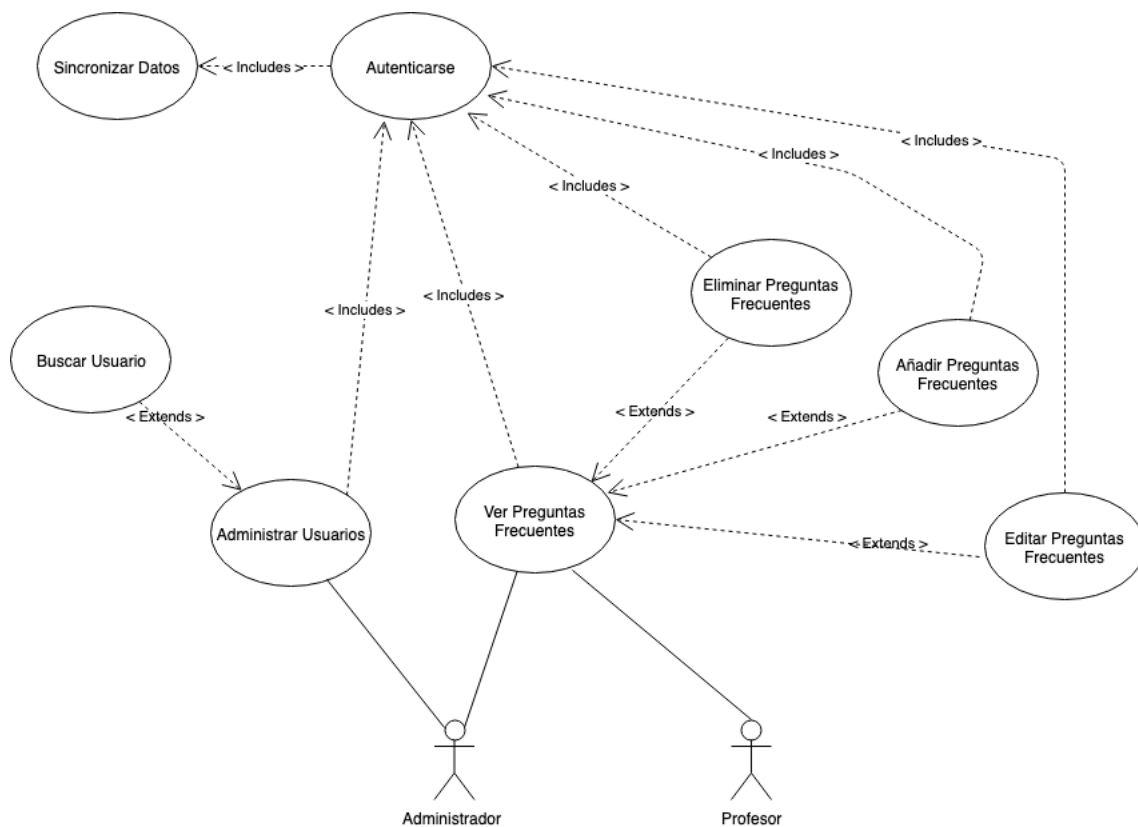 Sincronizar Datos
< Includes >
Autenticarse
< Includes >
< Includes >
< Includes >
Eliminar Preguntas
Frecuentes
< Includes >
< Includes >
Buscar Usuario
Añadir Preguntas
Frecuentes
< Extends >
< Extends >
< Extends >
Ver Preguntas
Frecuentes
Administrar Usuarios
< Extends >
Editar Preguntas
Frecuentes
Administrador
Profesor